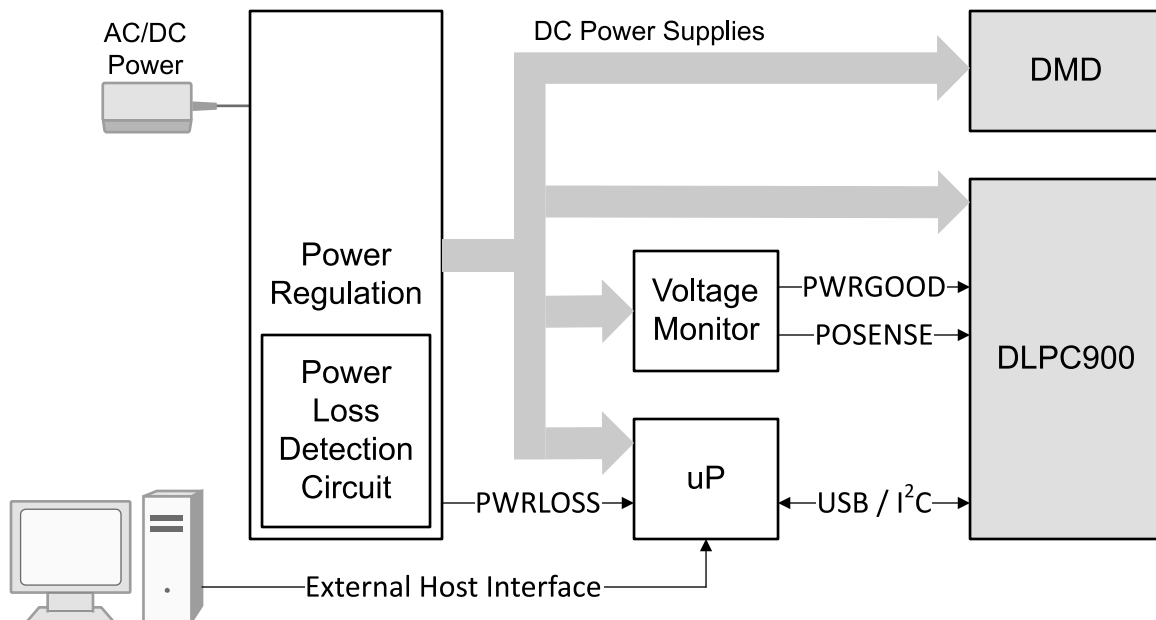 AC/DC
Power
DC Power Supplies
DMD
Power
Regulation
Voltage
Monitor
PWRGOOD
POSENSE
DLPC900
Power
Loss
Detection
Circuit
PWRLOSS
uP
USB / I²C
External Host Interface